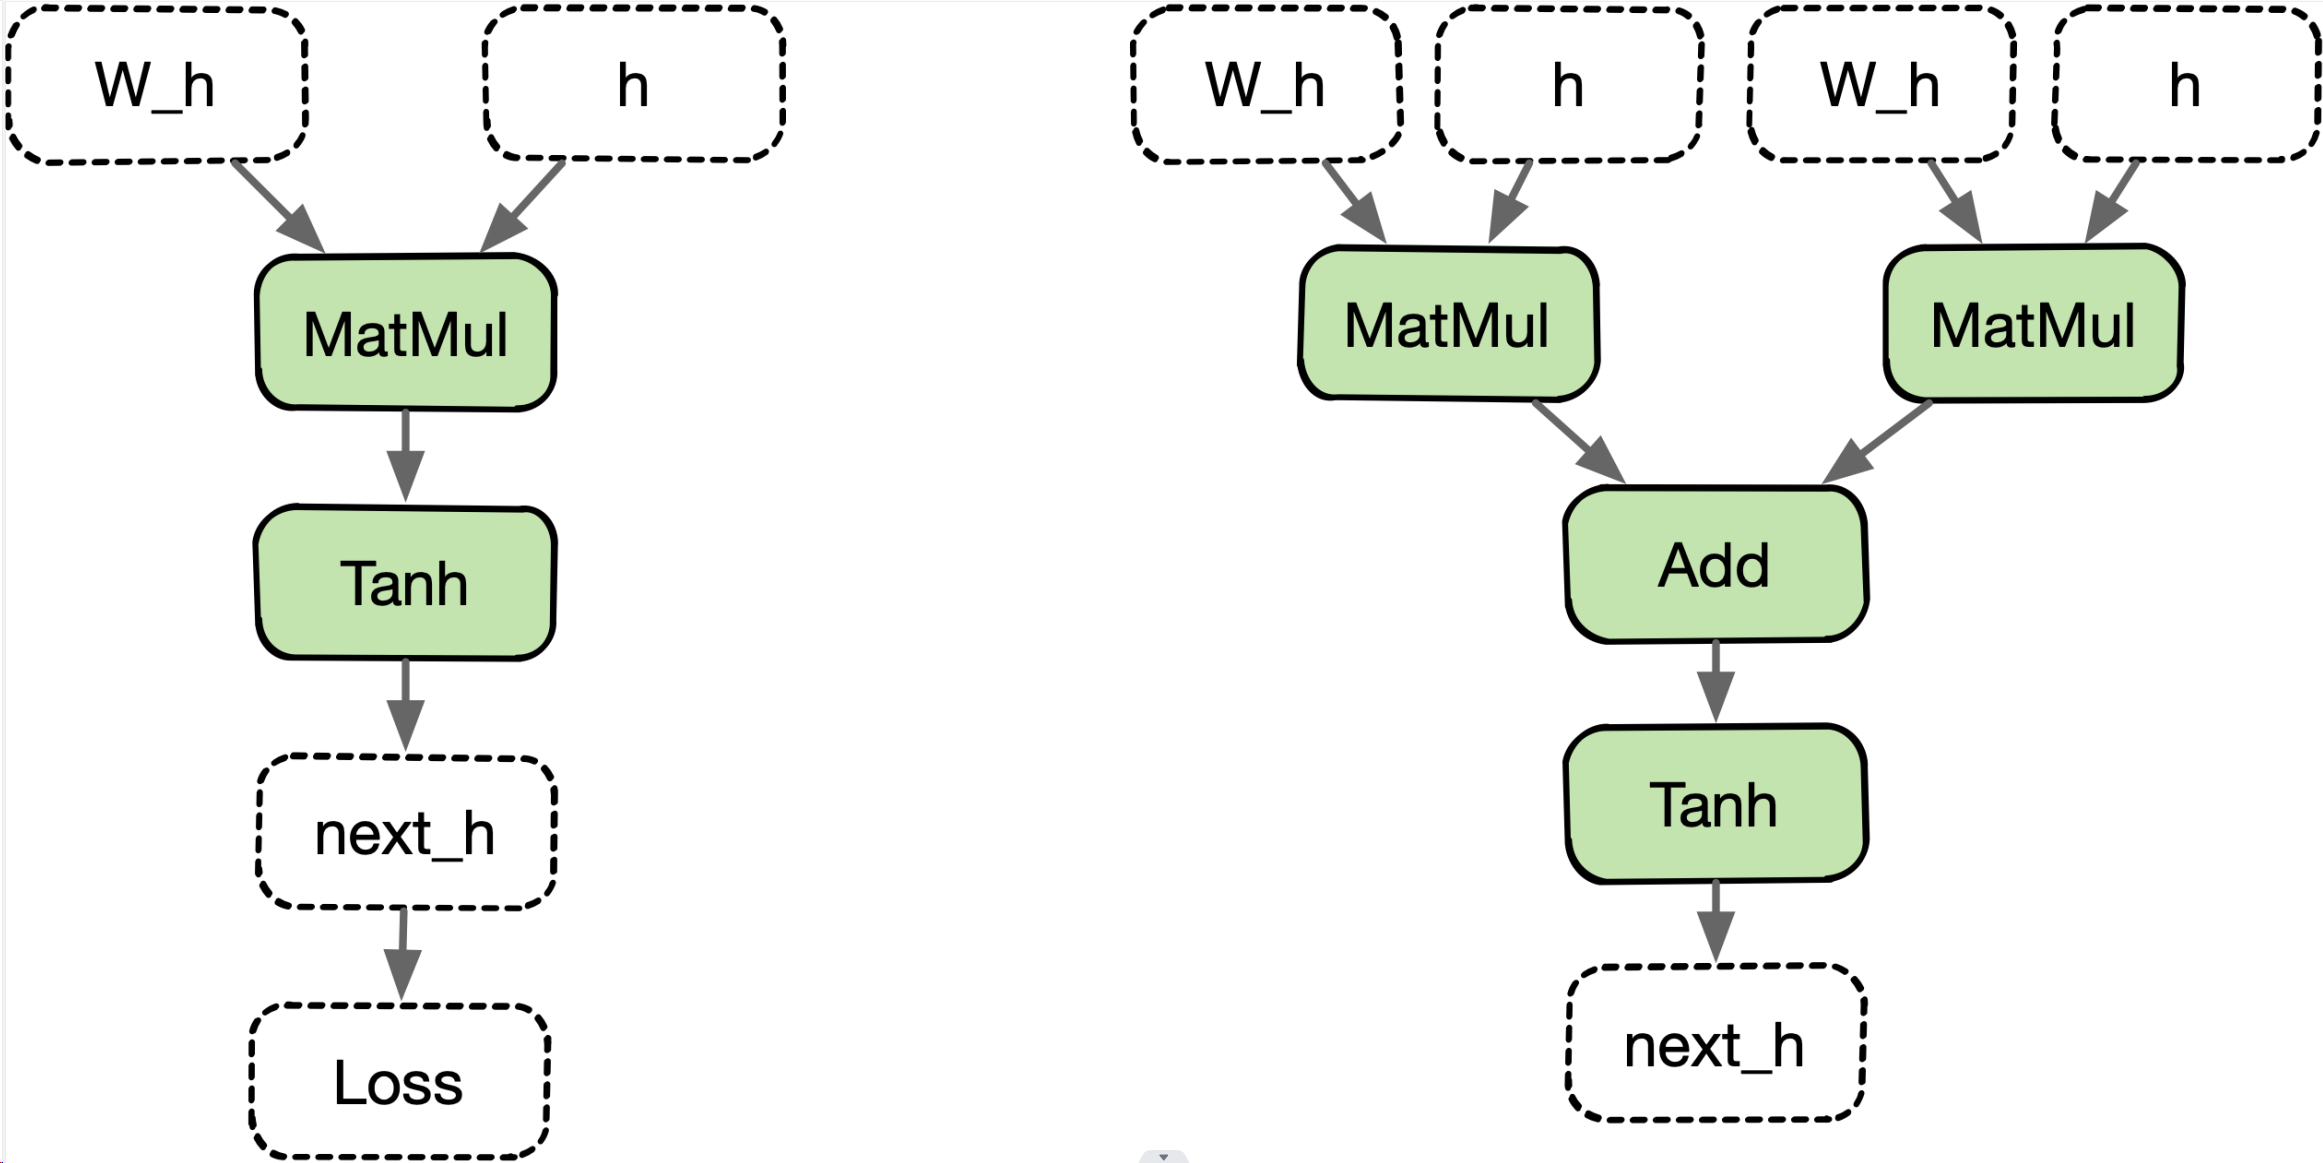 W_h
h
MatMul
Tanh
next_h
Loss
W_h
h
W_h
h
MatMul
MatMul
Add
Tanh
next_h